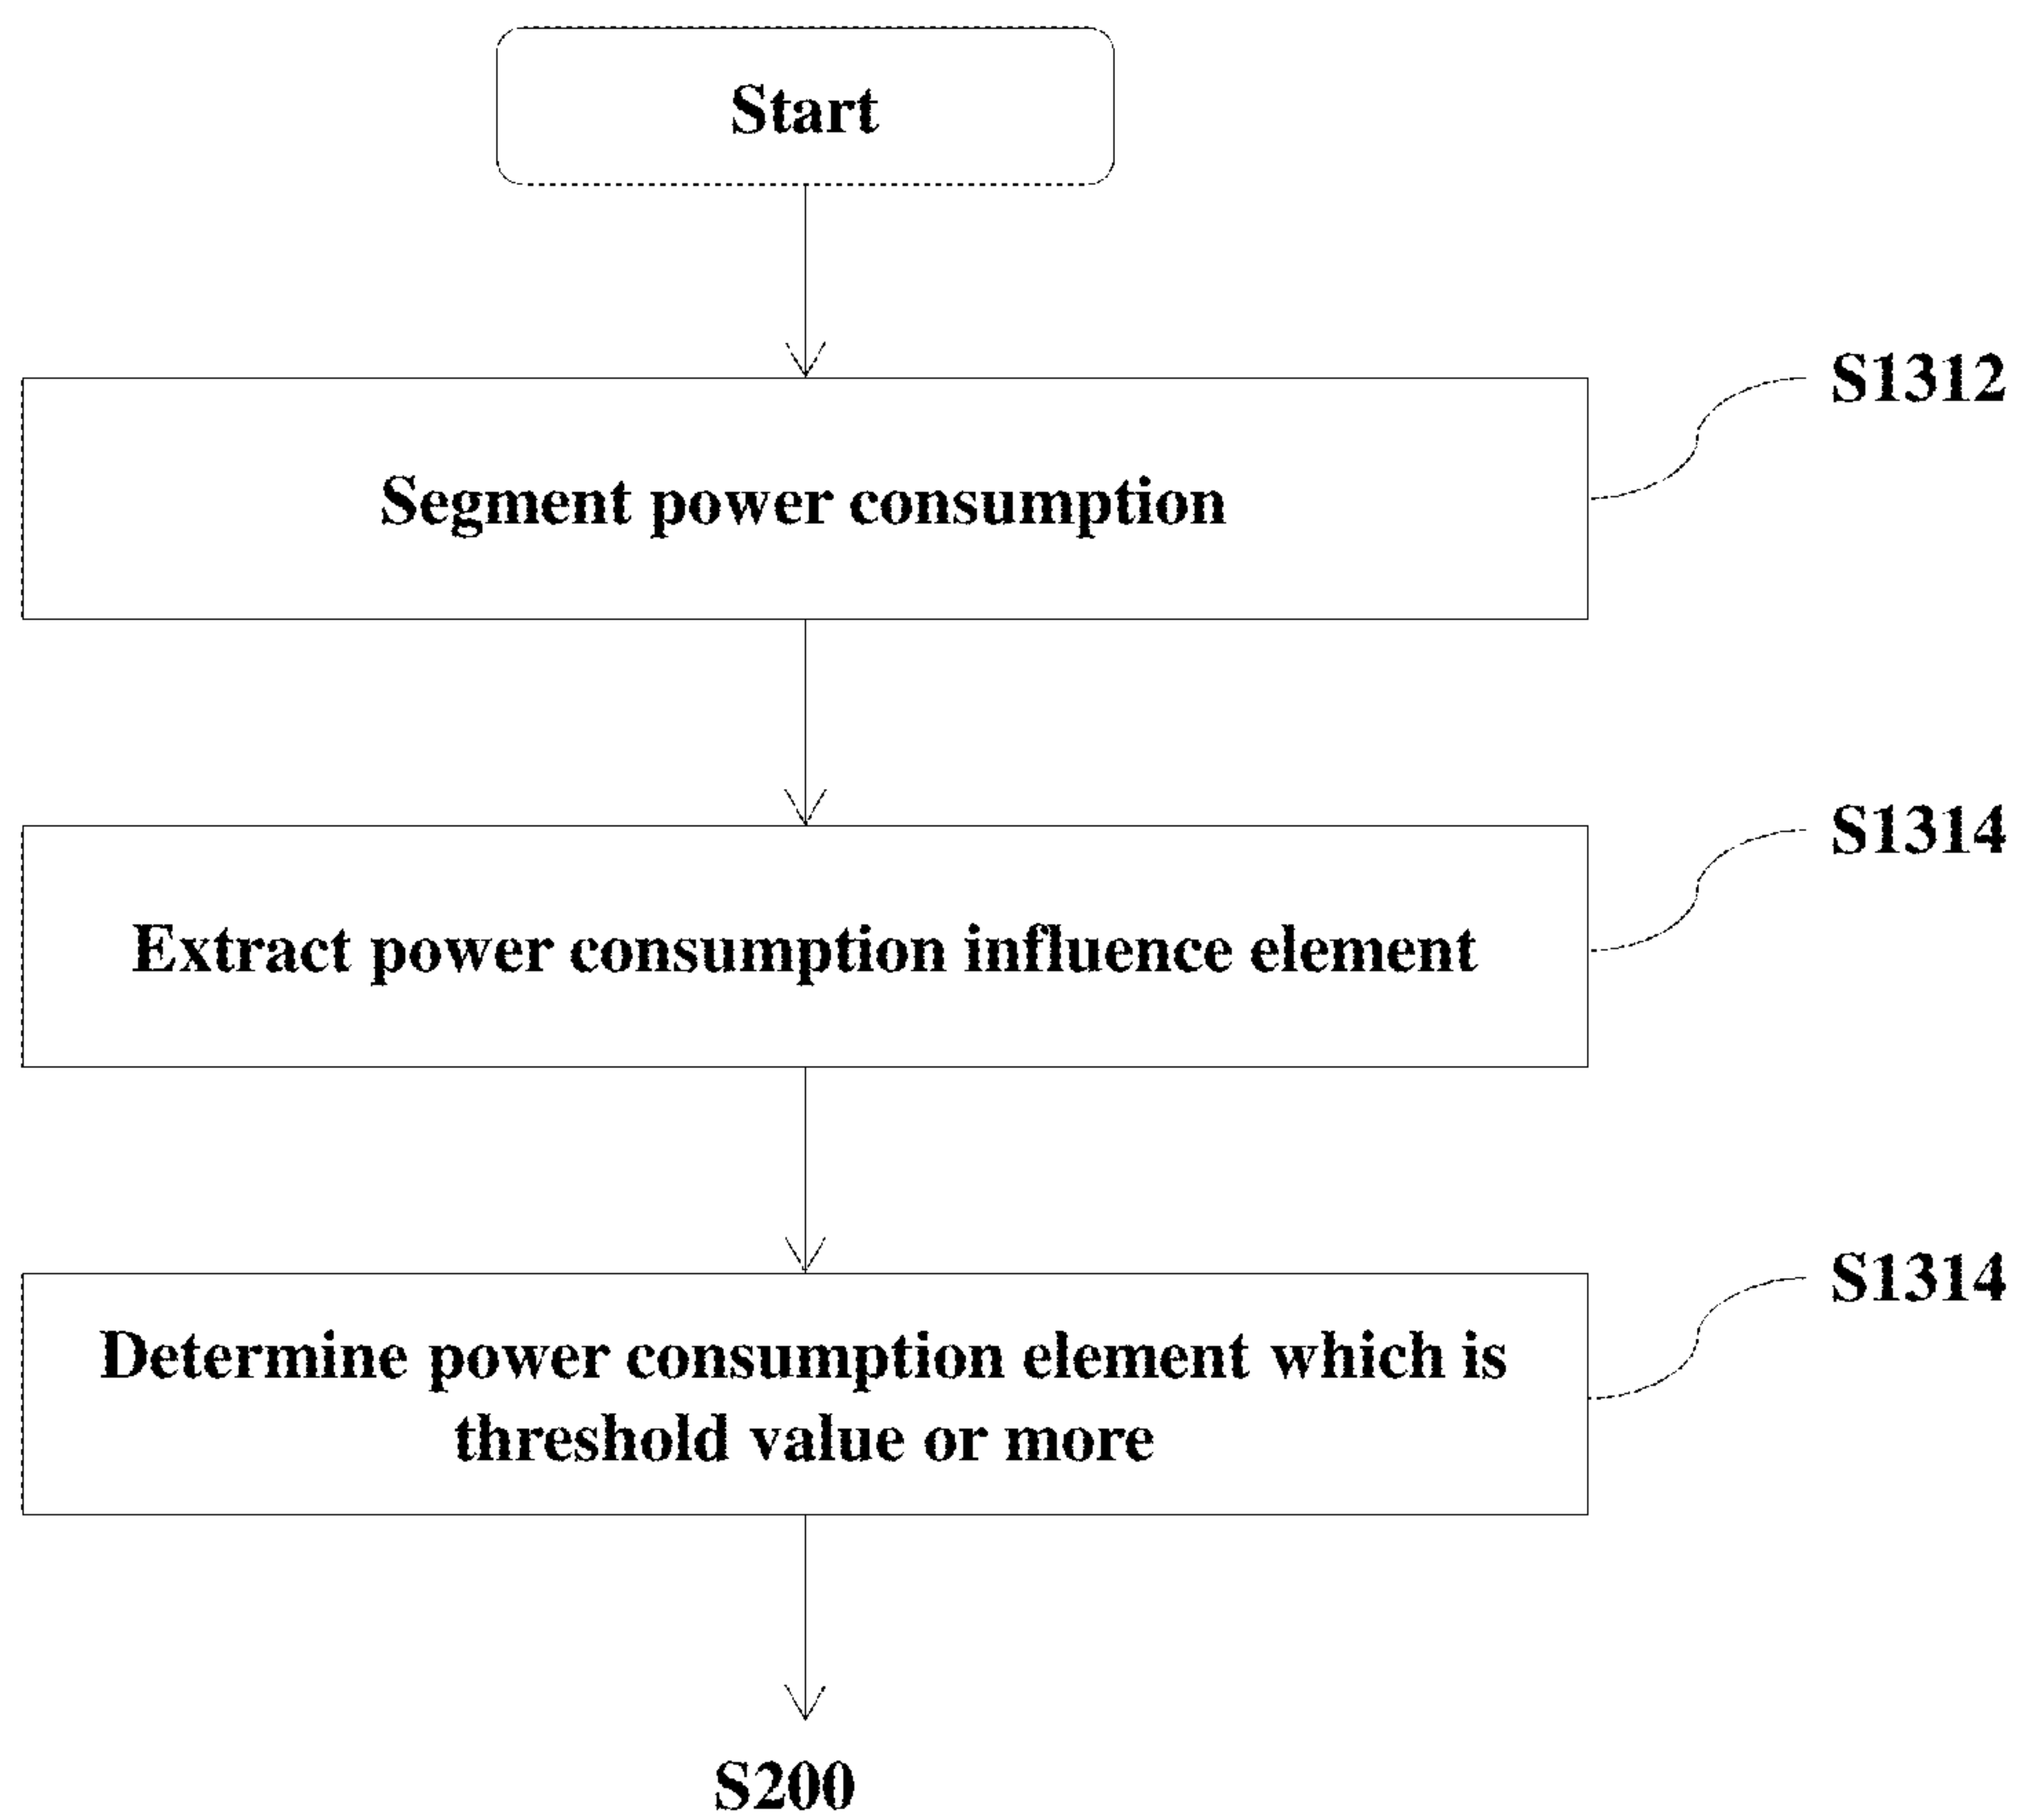 Start
S1312
Segment power consumption
S1314
Extract power consumption influence element
S1314
Determine power consumption element which is
threshold value or more
S200